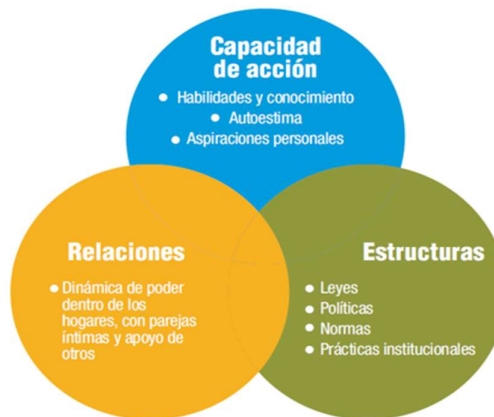 Capacidad
de acción
• Habilidades y conocimiento
• Autoestima
• Aspiraciones personales
Relaciones
• Dinámica de poder
dentro de los
hogares, con parejas
íntimas y apoyo de
otros
Estructuras
• Leyes
• Políticas
• Normas
• Prácticas institucionales